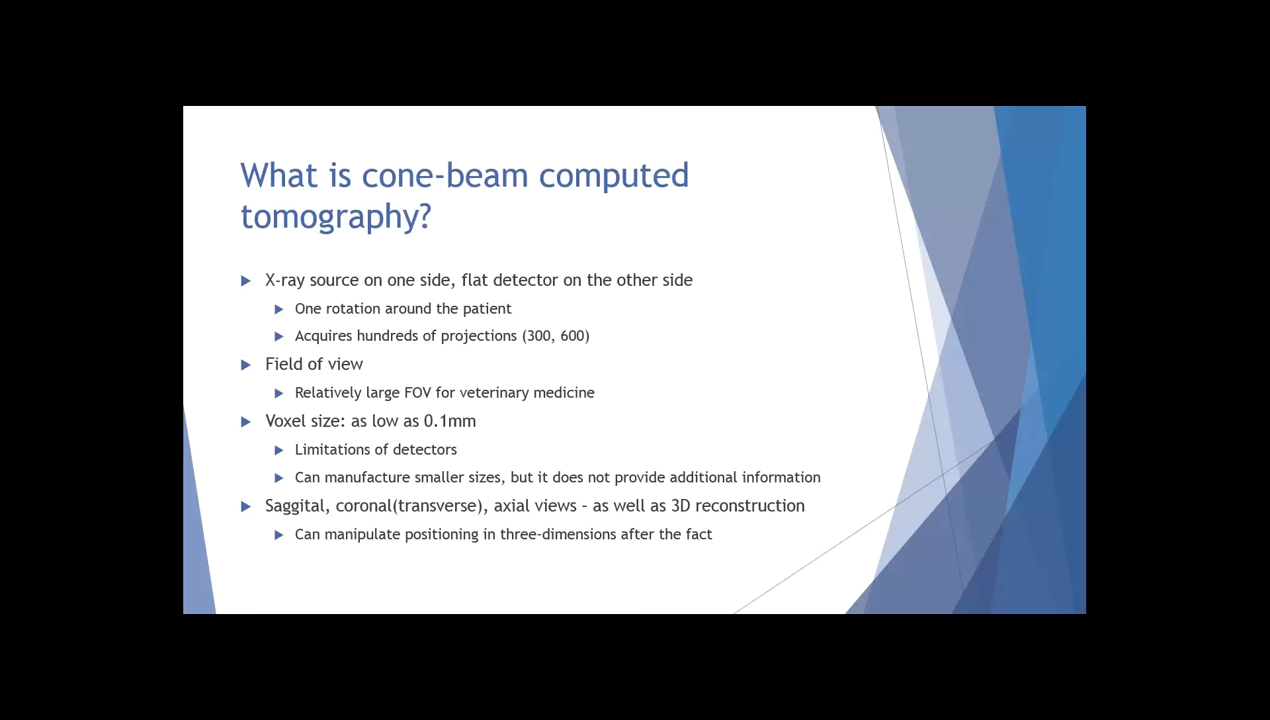 What is cone-beam computed
tomography?
X-ray source on one side, flat detector on the other side
One rotation around the patient
Acquires hundreds of projections (300, 600)
Field of view
Relatively large FOV for veterinary medicine
Voxel size: as low as 0.1mm
Limitations of detectors
Can manufacture smaller sizes, but it does not provide additional information
Saggital, coronal(transverse), axial views – as well as 3D reconstruction
Can manipulate positioning in three-dimensions after the fact